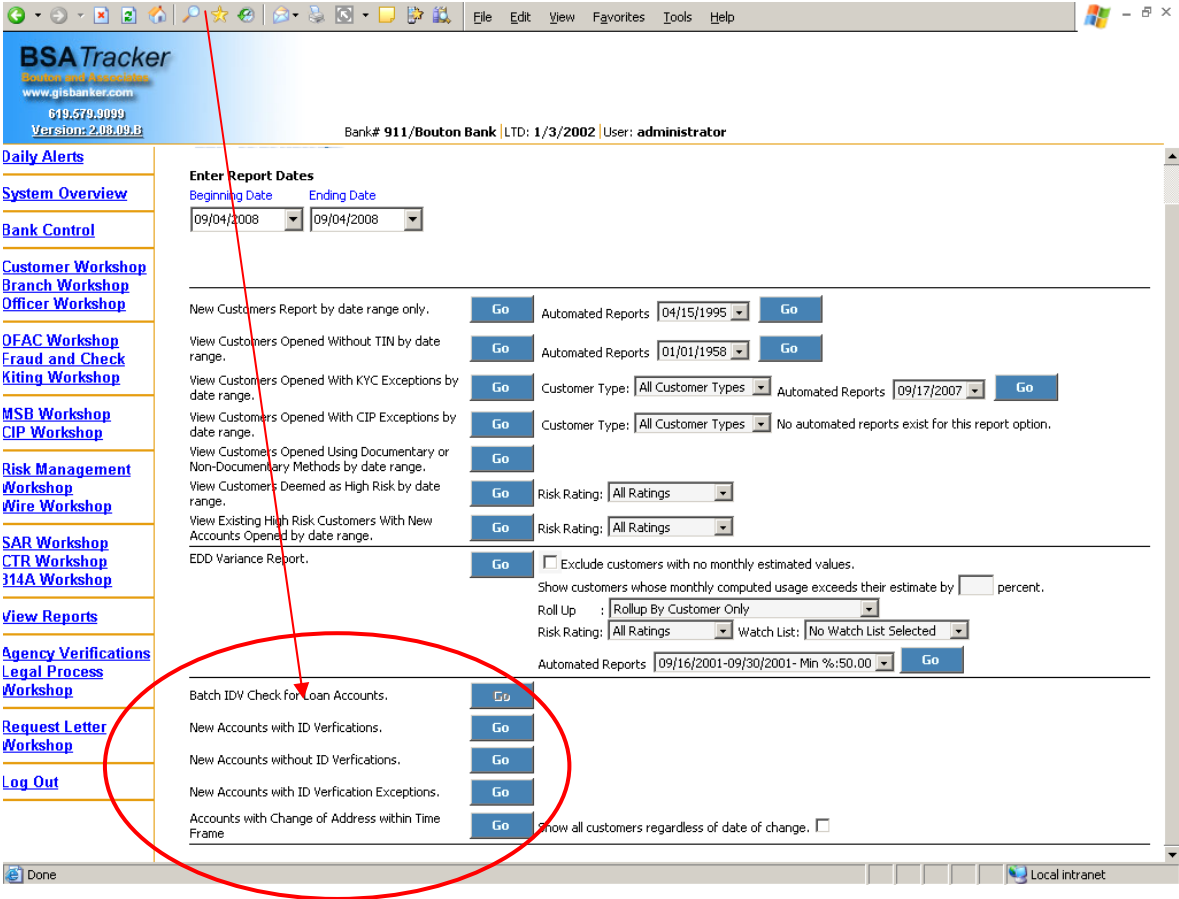 File Edit View Favorites Tools Help
BSATracker
Bouton and Associates
www.gisbanker.com
619.579.9099
Version: 2.08.09.B
Bank# 911/Bouton Bank | LTD: 1/3/2002 | User: administrator
Daily Alerts
System Overview
Bank Control
Customer Workshop
Branch Workshop
Officer Workshop
OFAC Workshop
Fraud and Check
Kiting Workshop
MSB Workshop
CIP Workshop
Risk Management
Workshop
Wire Workshop
SAR Workshop
CTR Workshop
314A Workshop
View Reports
Agency Verifications
Legal Process
Workshop
Request Letter
Workshop
Log Out
Enter Report Dates
Beginning Date Ending Date
09/04/2008 09/04/2008
New Customers Report by date range only. Go Automated Reports 04/15/1995 Go
View Customers Opened Without TIN by date
range. Go Automated Reports 01/01/1958 Go
View Customers Opened With KYC Exceptions by
date range. Go Customer Type: All Customer Types Automated Reports 09/17/2007 Go
View Customers Opened With CIP Exceptions by
date range. Go Customer Type: All Customer Types No automated reports exist for this report option.
View Customers Opened Using Documentary or
Non-Documentary Methods by date range. Go
View Customers Deemed as High Risk by date
range. Go Risk Rating: All Ratings
View Existing High Risk Customers With New
Accounts Opened by date range. Go Risk Rating: All Ratings
EDD Variance Report. Go Exclude customers with no monthly estimated values.
Show customers whose monthly computed usage exceeds their estimate by percent.
Roll Up : Rollup By Customer Only
Risk Rating: All Ratings Watch List: No Watch List Selected
Automated Reports 09/16/2001-09/30/2001- Min %:50.00 Go
Batch IDV Check for Loan Accounts. Go
New Accounts with ID Verfications. Go
New Accounts without ID Verfications. Go
New Accounts with ID Verfication Exceptions. Go
Accounts with Change of Address within Time
Frame Go Show all customers regardless of date of change.
Done Local intranet